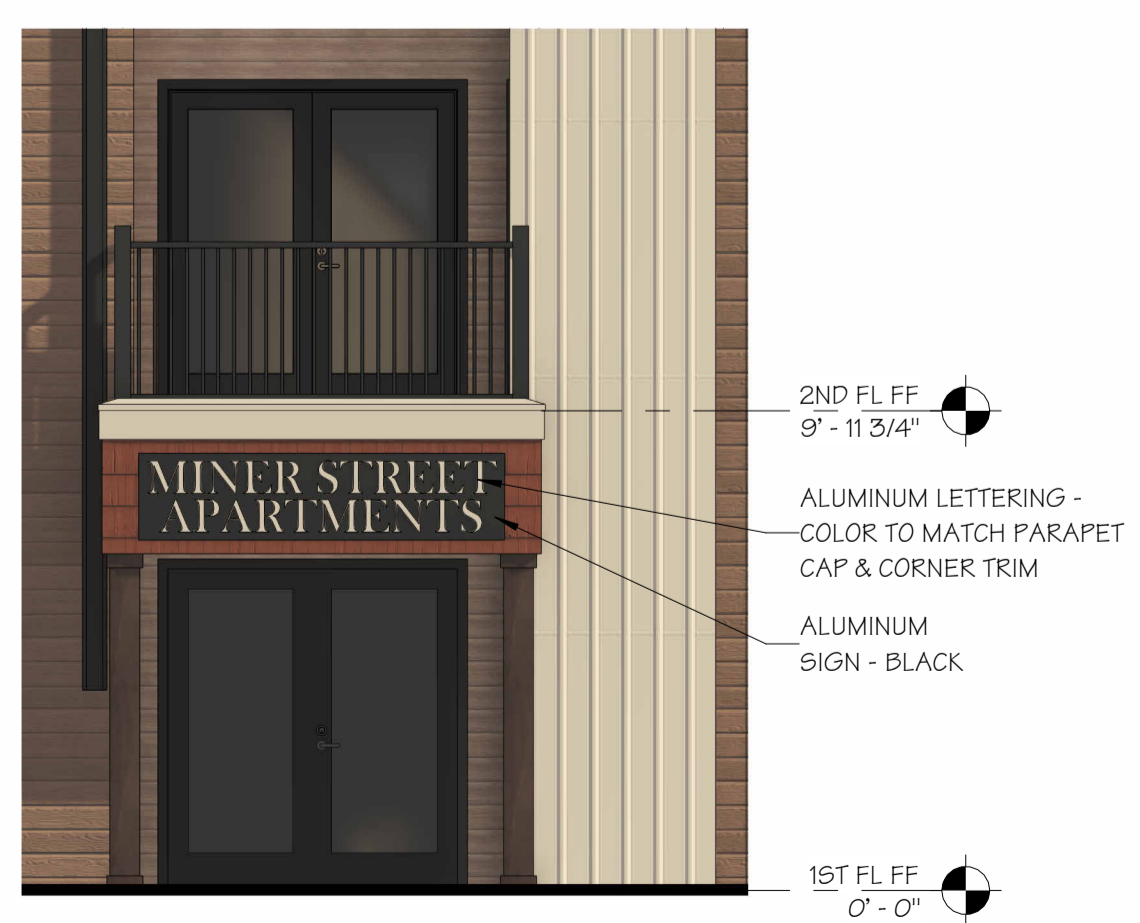 2ND FL FF
9' - 11 3/4"
MINER STREET
APARTMENTS
ALUMINUM LETTERING -
COLOR TO MATCH PARAPET
CAP & CORNER TRIM
ALUMINUM
SIGN - BLACK
1ST FL FF
0' - 0"